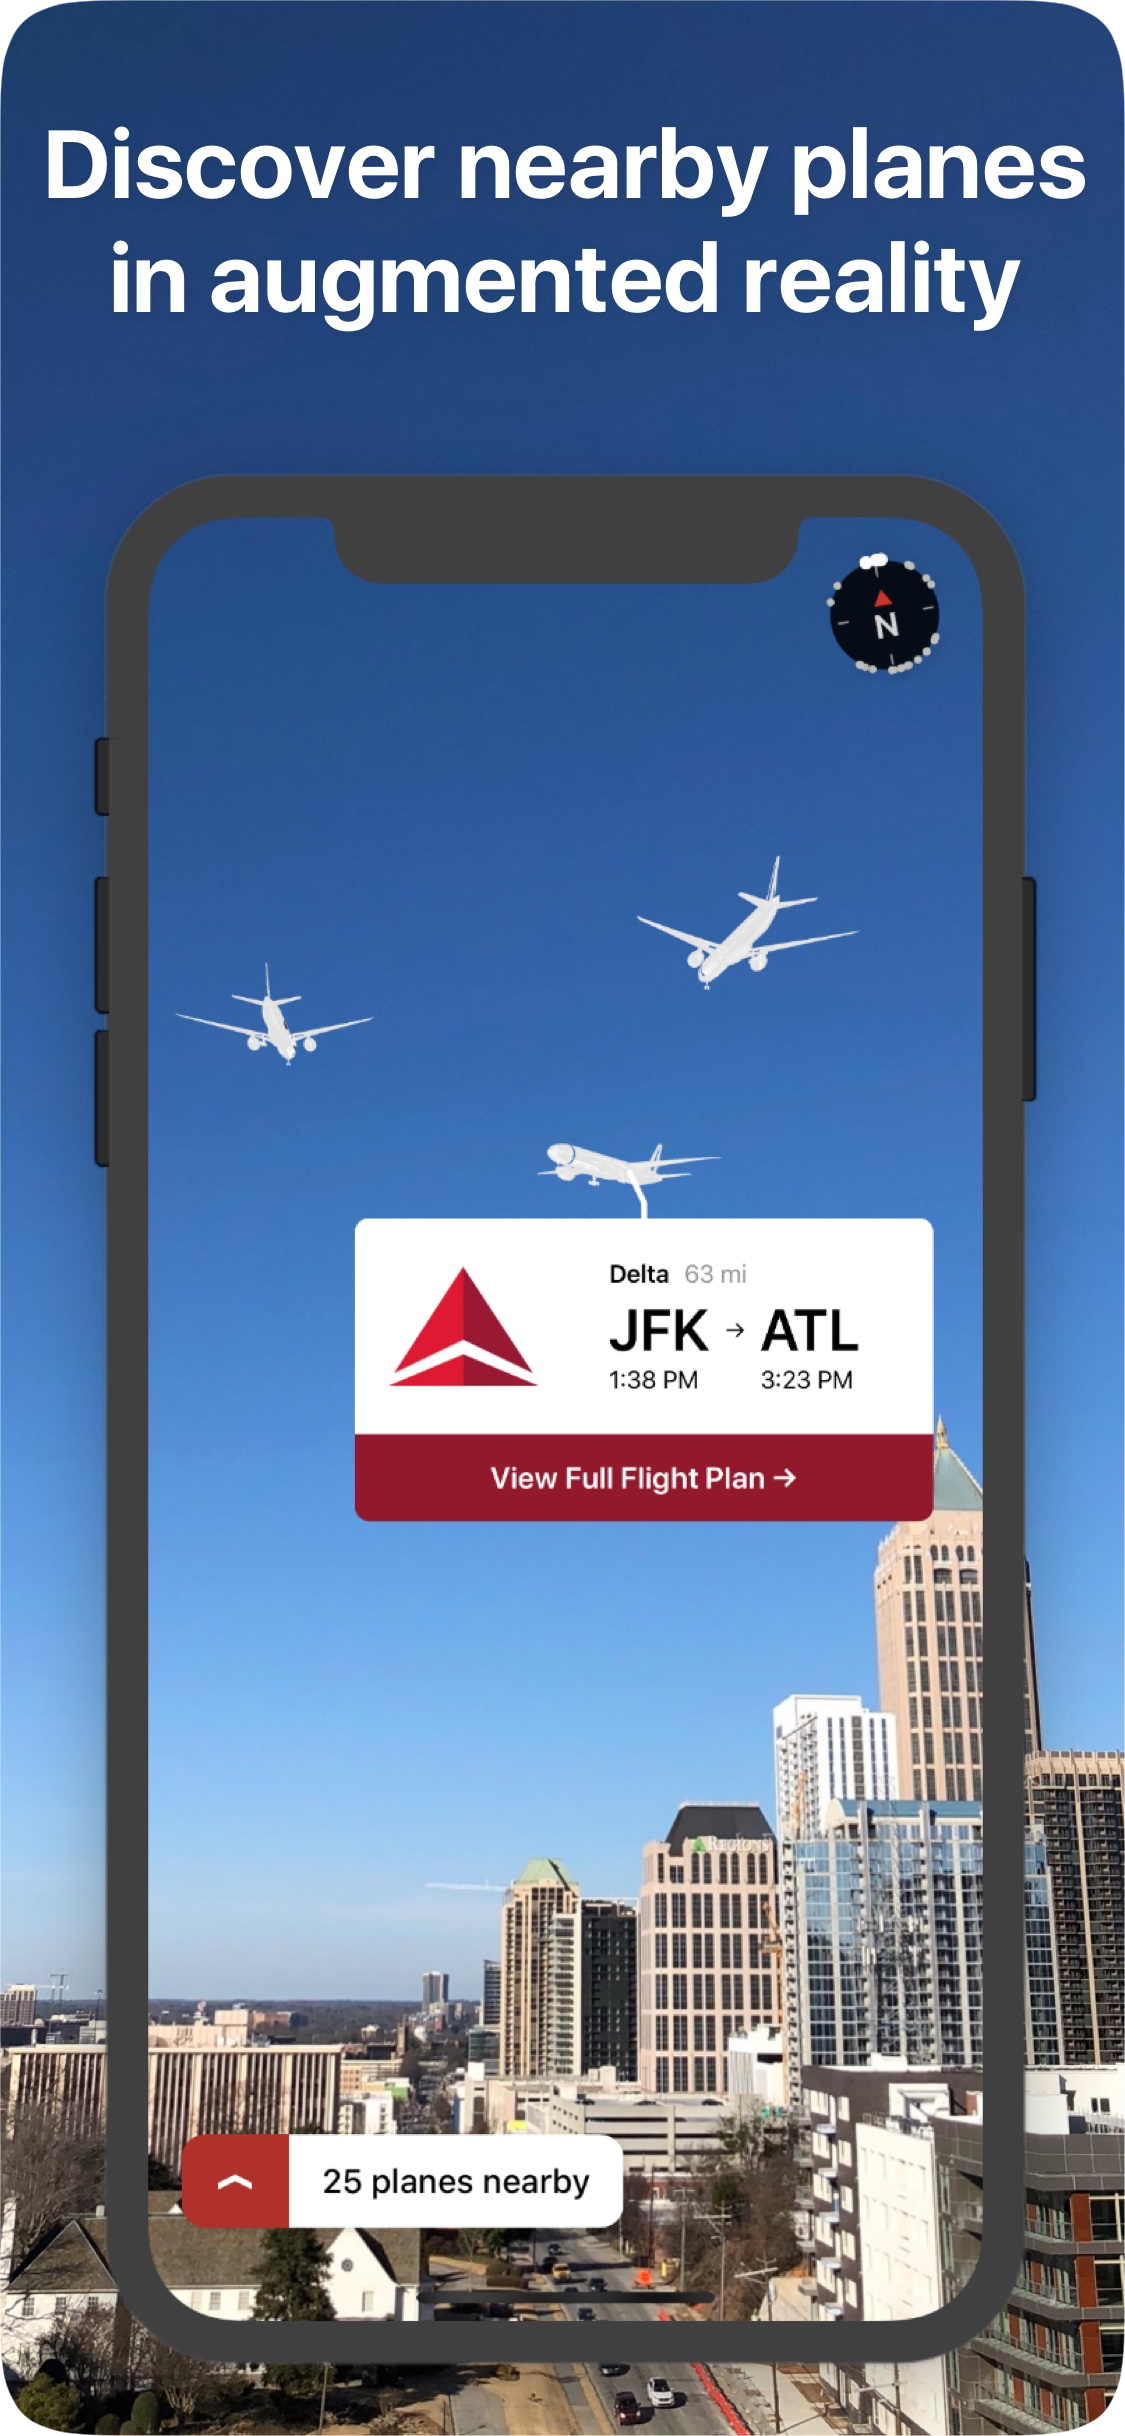 Discover nearby planes
in augmented reality
N
Delta 63 mi
JFK → ATL
1:38 PM 3:23 PM
View Full Flight Plan →
REGIONS
25 planes nearby